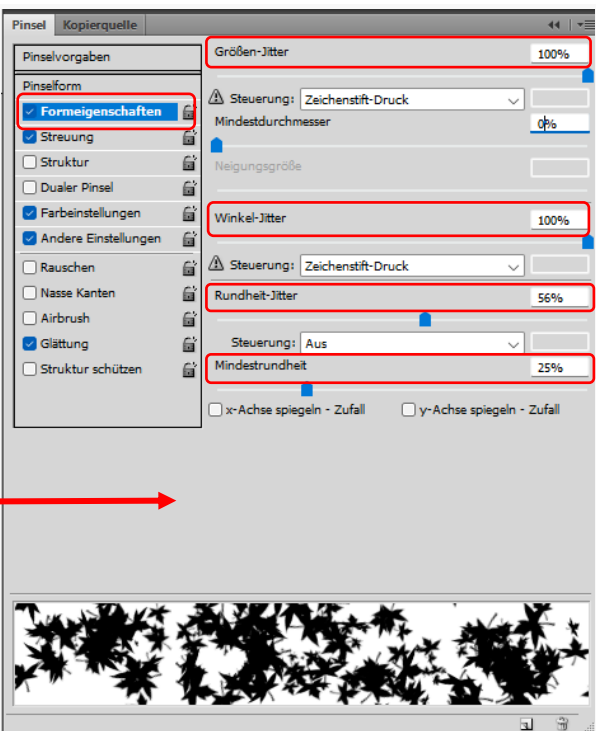 Pinsel Kopierquelle
Pinselvorgaben
Pinselform
Formeigenschaften
Streuung
Struktur
Dualer Pinsel
Farbeinstellungen
Andere Einstellungen
Rauschen
Nasse Kanten
Airbrush
Glättung
Struktur schützen
Größen-Jitter 100%
Steuerung: Zeichenstift-Druck
Mindestdurchmesser 0%
Neigungsgröße
Winkel-Jitter 100%
Steuerung: Zeichenstift-Druck
Rundheit-Jitter 56%
Steuerung: Aus
Mindestrundheit 25%
x-Achse spiegeln - Zufall y-Achse spiegeln - Zufall